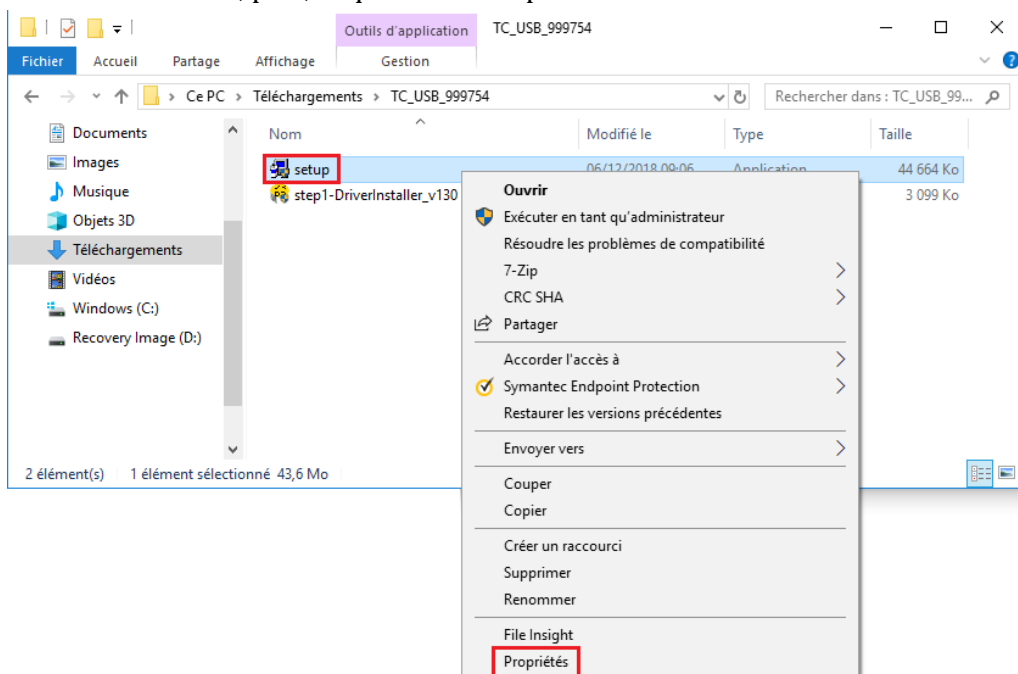 Outils d'application TC_USB_999754
Fichier Accueil Partage Affichage Gestion
Ce PC > Téléchargements > TC_USB_999754
Rechercher dans : TC_USB_99...
Documents
Images
Musique
Objets 3D
Téléchargements
Vidéos
Windows (C:)
Recovery Image (D:)
Nom Modifié le Type Taille
setup 06/12/2018 09:06 Application 44 664 Ko
step1-DriverInstaller_v130 3 099 Ko
Ouvrir
Exécuter en tant qu'administrateur
Résoudre les problèmes de compatibilité
7-Zip
CRC SHA
Partager
Accorder l'accès à
Symantec Endpoint Protection
Restaurer les versions précédentes
Envoyer vers
Couper
Copier
Créer un raccourci
Supprimer
Renommer
File Insight
Propriétés
2 élément(s) 1 élément sélectionné 43,6 Mo